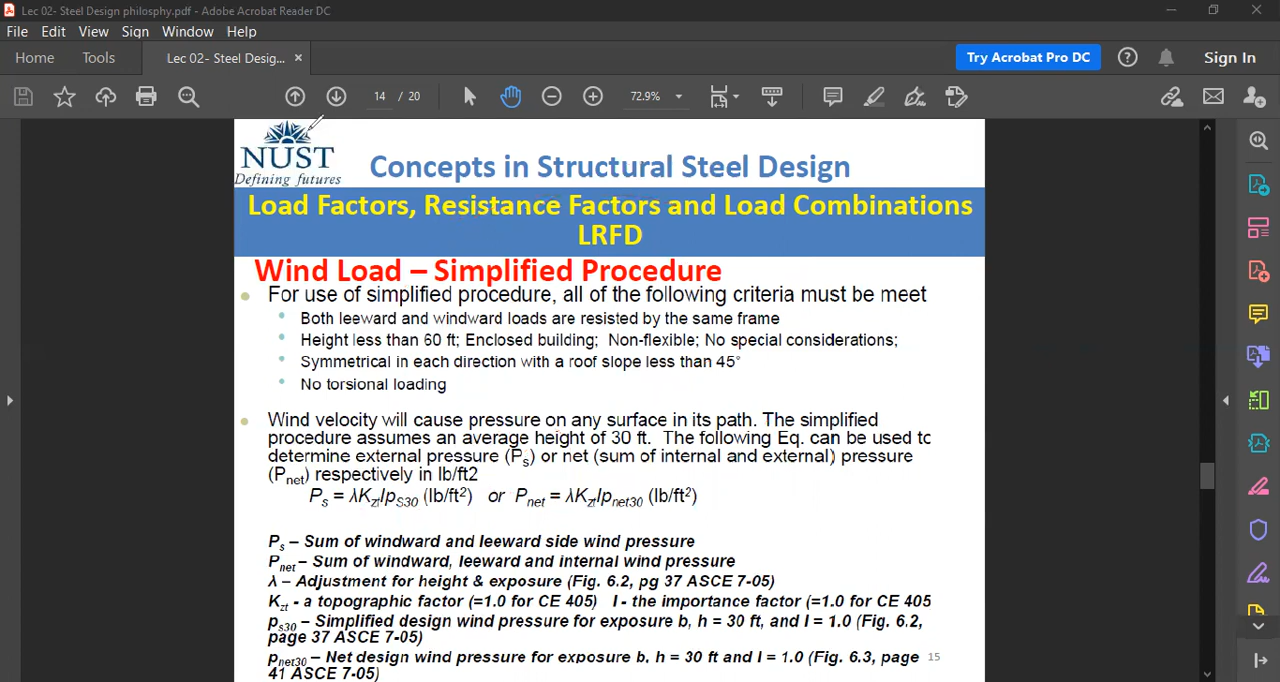 Lec 02- Steel Design philosphy.pdf - Adobe Acrobat Reader DC
File Edit View Sign Window Help
Home Tools Lec 02- Steel Desig... × Try Acrobat Pro DC Sign In
14 / 20 72.9%
NUST
Defining futures
Concepts in Structural Steel Design
Load Factors, Resistance Factors and Load Combinations
LRFD
Wind Load – Simplified Procedure
For use of simplified procedure, all of the following criteria must be meet
Both leeward and windward loads are resisted by the same frame
Height less than 60 ft; Enclosed building; Non-flexible; No special considerations;
Symmetrical in each direction with a roof slope less than 45°
No torsional loading
Wind velocity will cause pressure on any surface in its path. The simplified
procedure assumes an average height of 30 ft. The following Eq. can be used to
determine external pressure (Ps) or net (sum of internal and external) pressure
(Pnet) respectively in lb/ft2
Ps = λKztIpS30 (lb/ft²) or Pnet = λKztIpnet30 (lb/ft²)
Ps – Sum of windward and leeward side wind pressure
Pnet – Sum of windward, leeward and internal wind pressure
λ – Adjustment for height & exposure (Fig. 6.2, pg 37 ASCE 7-05)
Kzt - a topographic factor (=1.0 for CE 405) I - the importance factor (=1.0 for CE 405
ps30 – Simplified design wind pressure for exposure b, h = 30 ft, and I = 1.0 (Fig. 6.2,
page 37 ASCE 7-05)
pnet30 – Net design wind pressure for exposure b, h = 30 ft and I = 1.0 (Fig. 6.3, page 15
41 ASCE 7-05)